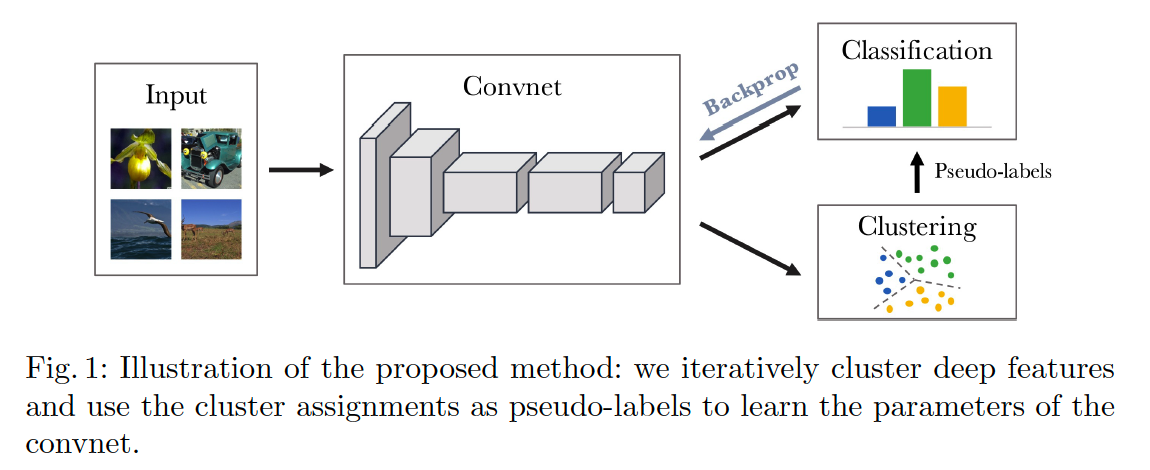 Input
Convnet
Backprop
Classification
Pseudo-labels
Clustering
Fig. 1: Illustration of the proposed method: we iteratively cluster deep features
and use the cluster assignments as pseudo-labels to learn the parameters of the
convnet.